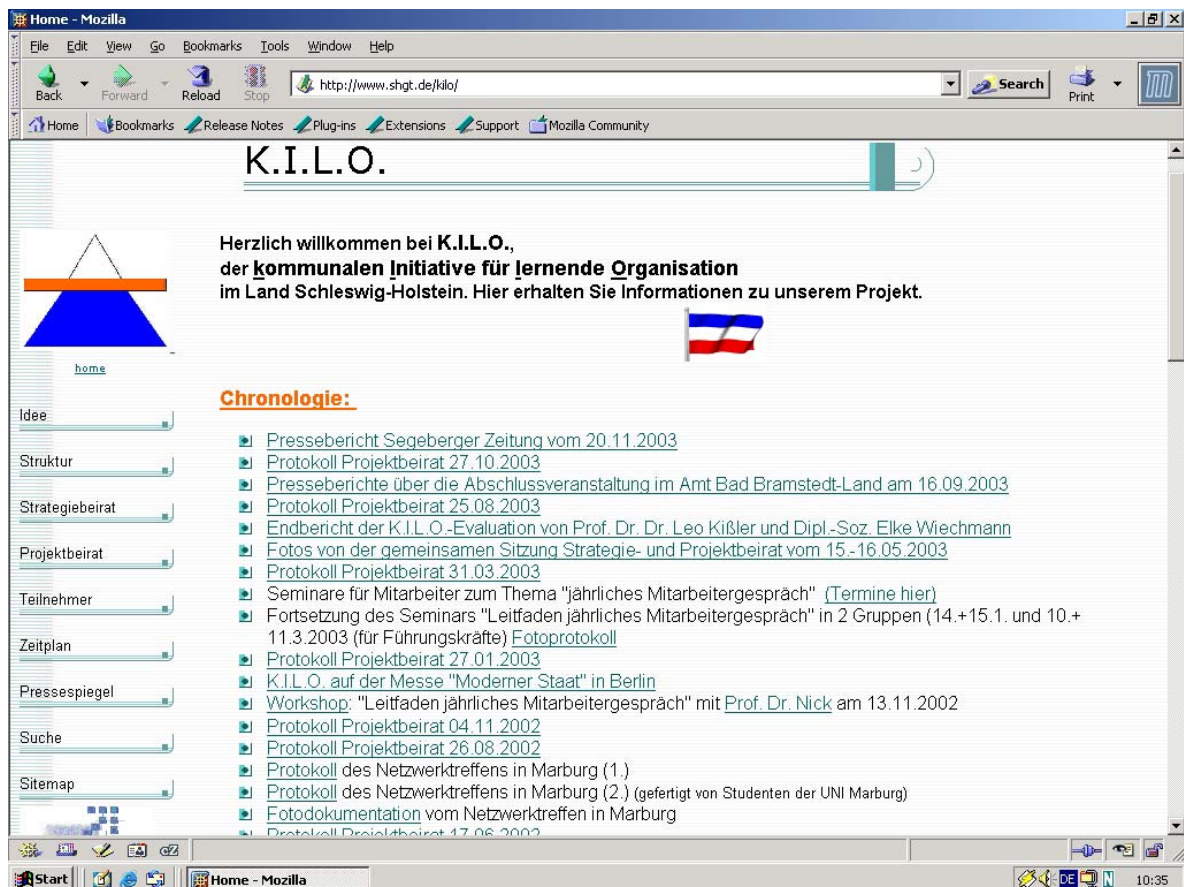 Home - Mozilla
File Edit View Go Bookmarks Tools Window Help
Back Forward Reload Stop http://www.shgt.de/kilo/ Search Print
Home Bookmarks Release Notes Plug-ins Extensions Support Mozilla Community
K.I.L.O.
Herzlich willkommen bei K.I.L.O.,
der kommunalen Initiative für lernende Organisation
im Land Schleswig-Holstein. Hier erhalten Sie Informationen zu unserem Projekt.
home
Idee
Struktur
Strategiebeirat
Projektbeirat
Teilnehmer
Zeitplan
Pressespiegel
Suche
Sitemap
Chronologie:
Pressebericht Segeberger Zeitung vom 20.11.2003
Protokoll Projektbeirat 27.10.2003
Presseberichte über die Abschlussveranstaltung im Amt Bad Bramstedt-Land am 16.09.2003
Protokoll Projektbeirat 25.08.2003
Endbericht der K.I.L.O.-Evaluation von Prof. Dr. Dr. Leo Kißler und Dipl.-Soz. Elke Wiechmann
Fotos von der gemeinsamen Sitzung Strategie- und Projektbeirat vom 15.-16.05.2003
Protokoll Projektbeirat 31.03.2003
Seminare für Mitarbeiter zum Thema "jährliches Mitarbeitergespräch" (Termine hier)
Fortsetzung des Seminars "Leitfaden jährliches Mitarbeitergespräch" in 2 Gruppen (14.+15.1. und 10.+
11.3.2003 (für Führungskräfte) Fotoprotokoll
Protokoll Projektbeirat 27.01.2003
K.I.L.O. auf der Messe "Moderner Staat" in Berlin
Workshop: "Leitfaden jährliches Mitarbeitergespräch" mit Prof. Dr. Nick am 13.11.2002
Protokoll Projektbeirat 04.11.2002
Protokoll Projektbeirat 26.08.2002
Protokoll des Netzwerktreffens in Marburg (1.)
Protokoll des Netzwerktreffens in Marburg (2.) (gefertigt von Studenten der UNI Marburg)
Fotodokumentation vom Netzwerktreffen in Marburg
Protokoll Projektbeirat 17.06.2002
Start Home - Mozilla DE N 10:35